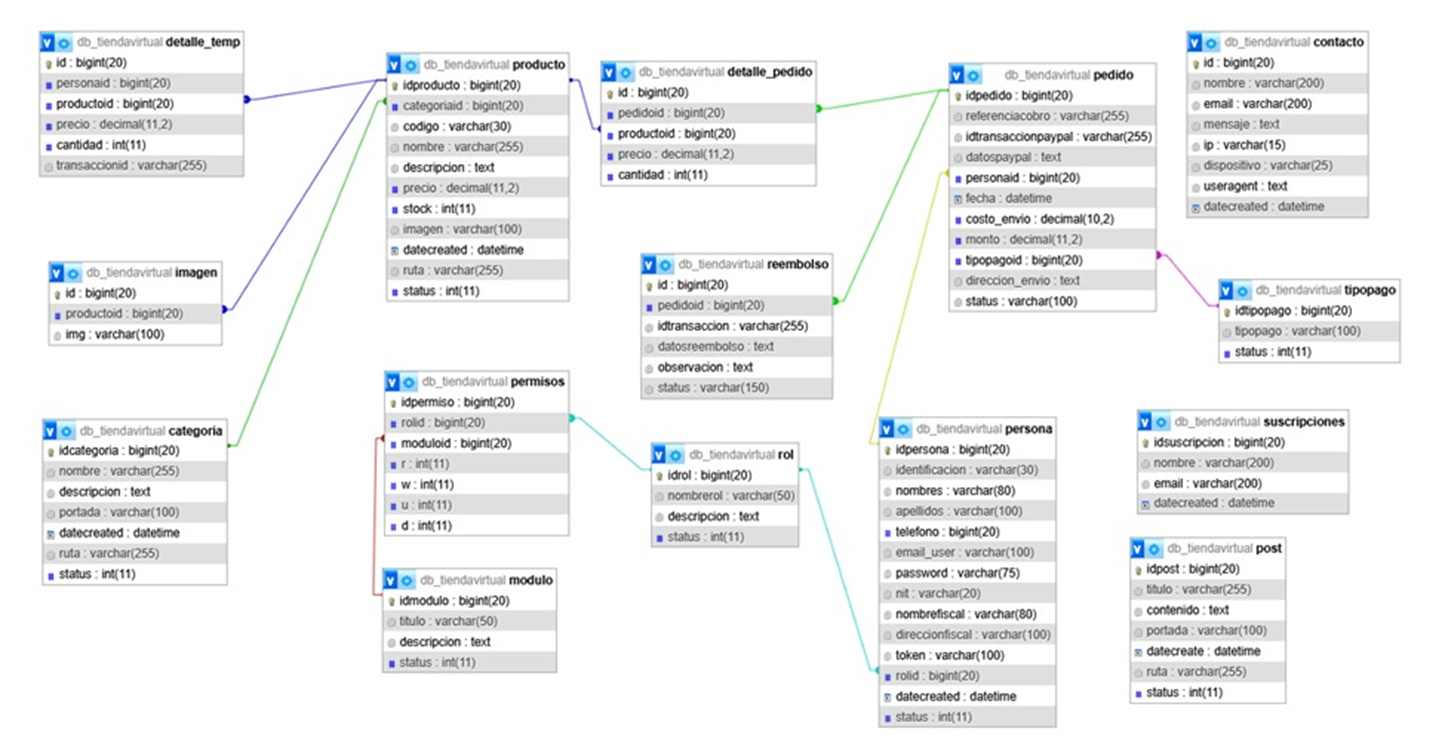 db_tiendavirtual detalle_temp
id : bigint(20)
personaid : bigint(20)
productoid : bigint(20)
precio : decimal(11,2)
cantidad : int(11)
transaccionid : varchar(255)
db_tiendavirtual producto
idproducto : bigint(20)
categoriaid : bigint(20)
codigo : varchar(30)
nombre : varchar(255)
descripcion : text
precio : decimal(11,2)
stock : int(11)
imagen : varchar(100)
datecreated : datetime
ruta : varchar(255)
status : int(11)
db_tiendavirtual detalle_pedido
id : bigint(20)
pedidoid : bigint(20)
productoid : bigint(20)
precio : decimal(11,2)
cantidad : int(11)
db_tiendavirtual pedido
idpedido : bigint(20)
referenciacobro : varchar(255)
idtransaccionpaypal : varchar(255)
datospaypal : text
personaid : bigint(20)
fecha : datetime
costo_envio : decimal(10,2)
monto : decimal(11,2)
tipopagoid : bigint(20)
direccion_envio : text
status : varchar(100)
db_tiendavirtual contacto
id : bigint(20)
nombre : varchar(200)
email : varchar(200)
mensaje : text
ip : varchar(15)
dispositivo : varchar(25)
useragent : text
datecreated : datetime
db_tiendavirtual imagen
id : bigint(20)
productoid : bigint(20)
img : varchar(100)
db_tiendavirtual reembolso
id : bigint(20)
pedidoid : bigint(20)
idtransaccion : varchar(255)
datosreembolso : text
observacion : text
status : varchar(150)
db_tiendavirtual tipopago
idtipopago : bigint(20)
tipopago : varchar(100)
status : int(11)
db_tiendavirtual categoria
idcategoria : bigint(20)
nombre : varchar(255)
descripcion : text
portada : varchar(100)
datecreated : datetime
ruta : varchar(255)
status : int(11)
db_tiendavirtual permisos
idpermiso : bigint(20)
rolid : bigint(20)
moduloid : bigint(20)
r : int(11)
w : int(11)
u : int(11)
d : int(11)
db_tiendavirtual rol
idrol : bigint(20)
nombrerol : varchar(50)
descripcion : text
status : int(11)
db_tiendavirtual persona
idpersona : bigint(20)
identificacion : varchar(30)
nombres : varchar(80)
apellidos : varchar(100)
telefono : bigint(20)
email_user : varchar(100)
password : varchar(75)
nit : varchar(20)
nombrefiscal : varchar(80)
direccionfiscal : varchar(100)
token : varchar(100)
rolid : bigint(20)
datecreated : datetime
status : int(11)
db_tiendavirtual suscripciones
idsuscripcion : bigint(20)
nombre : varchar(200)
email : varchar(200)
datecreated : datetime
db_tiendavirtual modulo
idmodulo : bigint(20)
titulo : varchar(50)
descripcion : text
status : int(11)
db_tiendavirtual post
idpost : bigint(20)
titulo : varchar(255)
contenido : text
portada : varchar(100)
datecreate : datetime
ruta : varchar(255)
status : int(11)